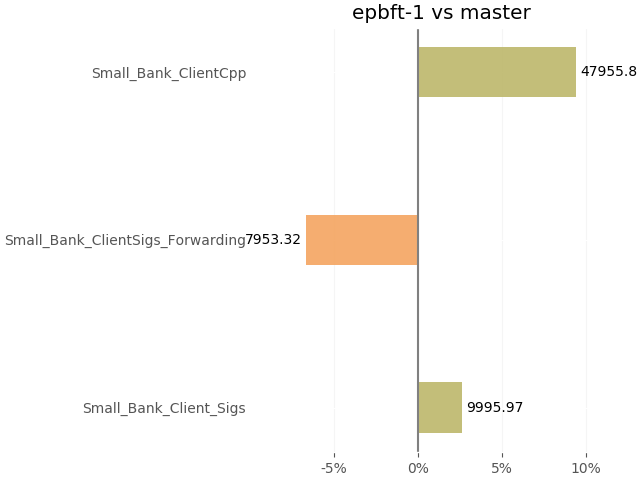 epbft-1 vs master
Small_Bank_ClientCpp
47955.8
Small_Bank_ClientSigs_Forwarding
7953.32
Small_Bank_Client_Sigs
9995.97
-5%
0%
5%
10%